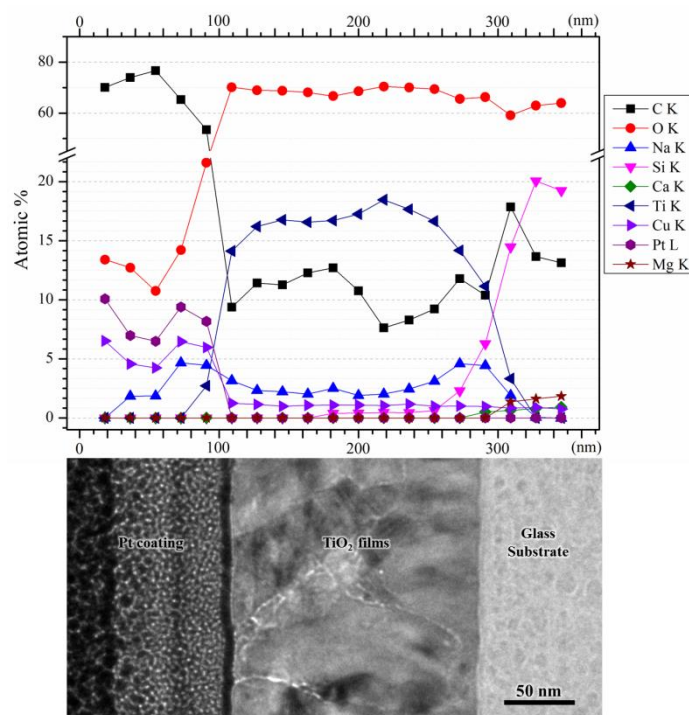 0 100 200 300 (nm)
80
60
20
15
10
5
0
Atomic %
C K
O K
Na K
Si K
Ca K
Ti K
Cu K
Pt L
Mg K
0 100 200 300 (nm)
Pt coating
TiO₂ films
Glass
Substrate
50 nm